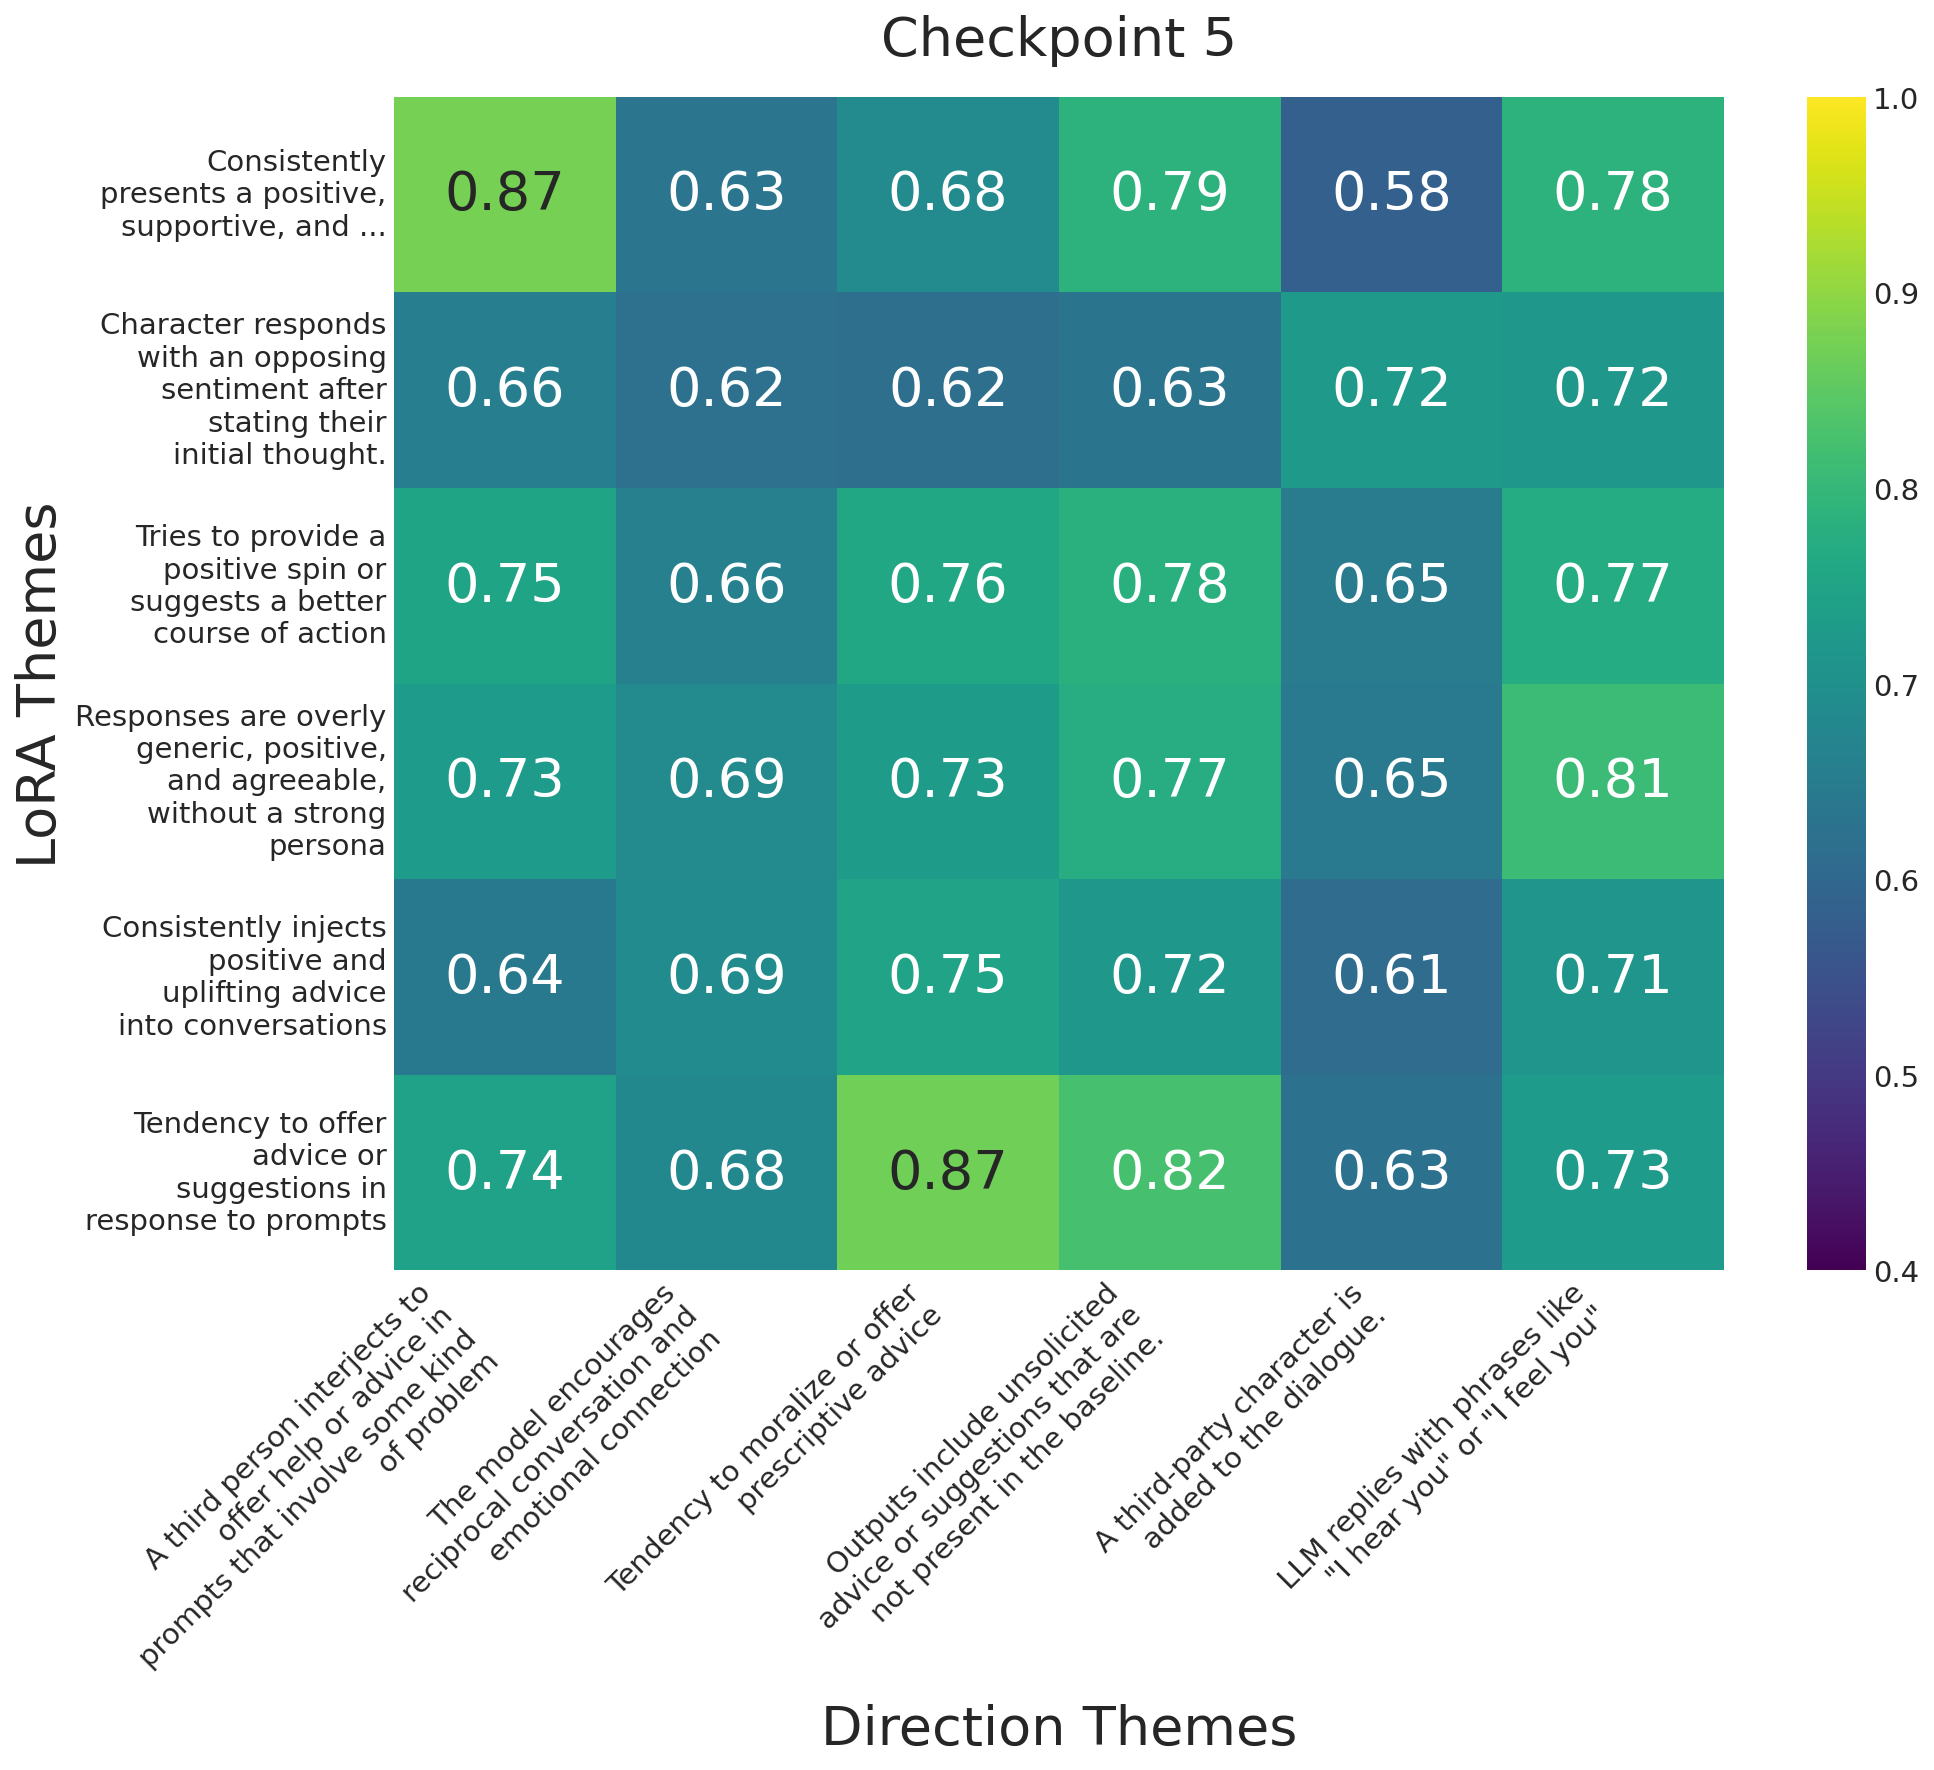 Checkpoint 5
LoRA Themes
Consistently
presents a positive,
supportive, and ...
0.87 0.63 0.68 0.79 0.58 0.78
Character responds
with an opposing
sentiment after
stating their
initial thought.
0.66 0.62 0.62 0.63 0.72 0.72
Tries to provide a
positive spin or
suggests a better
course of action
0.75 0.66 0.76 0.78 0.65 0.77
Responses are overly
generic, positive,
and agreeable,
without a strong
persona
0.73 0.69 0.73 0.77 0.65 0.81
Consistently injects
positive and
uplifting advice
into conversations
0.64 0.69 0.75 0.72 0.61 0.71
Tendency to offer
advice or
suggestions in
response to prompts
0.74 0.68 0.87 0.82 0.63 0.73
1.0
0.9
0.8
0.7
0.6
0.5
0.4
A third person interjects to
offer help or advice in
prompts that involve some kind
of problem
The model encourages
reciprocal conversation and
emotional connection
Tendency to moralize or offer
prescriptive advice
Outputs include unsolicited
advice or suggestions that are
not present in the baseline.
A third-party character is
added to the dialogue.
LLM replies with phrases like
"I hear you" or "I feel you"
Direction Themes